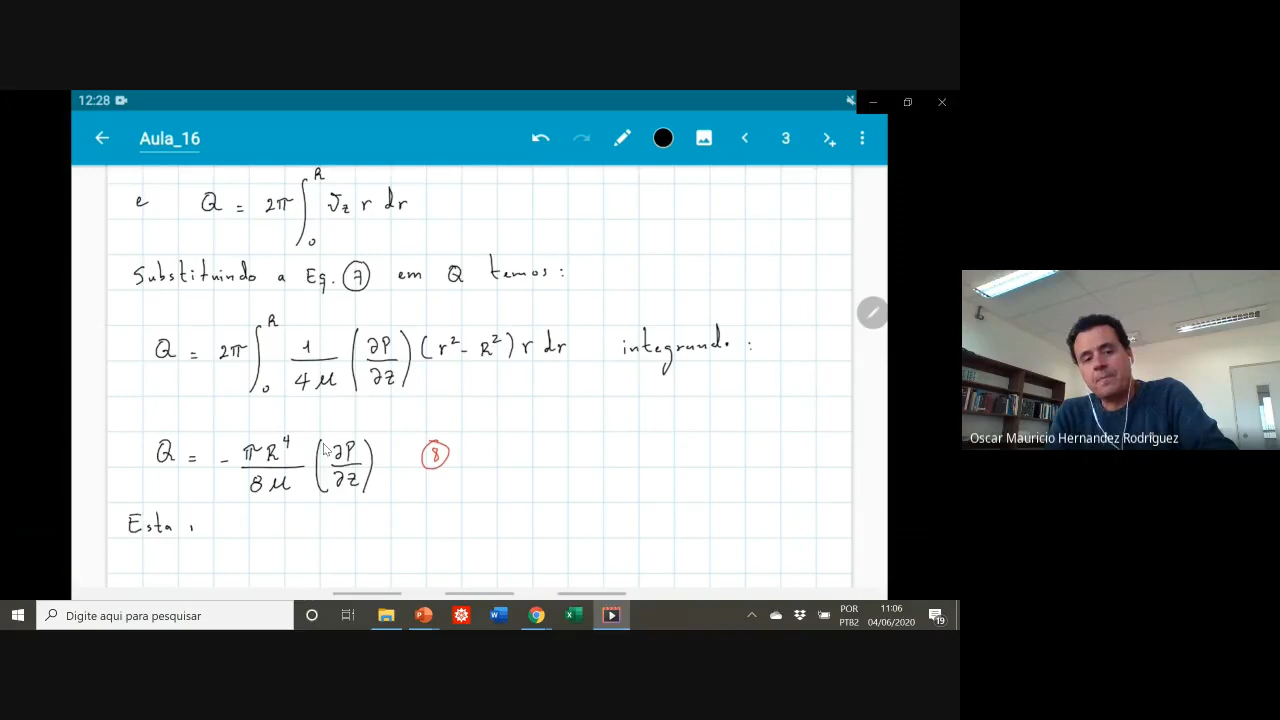 12:28
Aula_16
3
e Q = 2π ∫₀ᴿ v_z r dr
Substituindo a Eq. (7) em Q temos:
Q = 2π ∫₀ᴿ 1/4μ (∂P/∂z) (r² - R²) r dr integrando:
Q = - πR⁴/8μ (∂P/∂z) (8)
Esta
Oscar Mauricio Hernandez Rodriguez
Digite aqui para pesquisar
POR
PTB2
11:06
04/06/2020
19